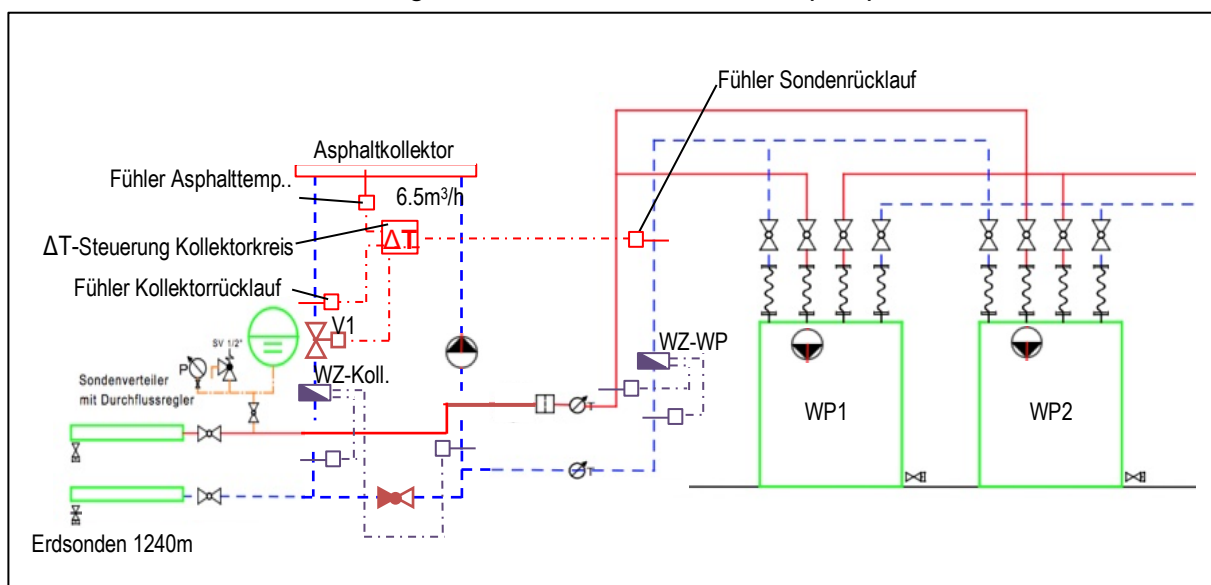 Fühler Sondenrücklauf
Asphaltkollektor
Fühler Asphalttemp..
6.5m³/h
ΔT-Steuerung Kollektorkreis
ΔT
Fühler Kollektorrücklauf
V1
SV 1/2"
P
WZ-Koll.
WZ-WP
Sondenverteiler
mit Durchflussregler
T
WP1
WP2
T
Erdsonden 1240m